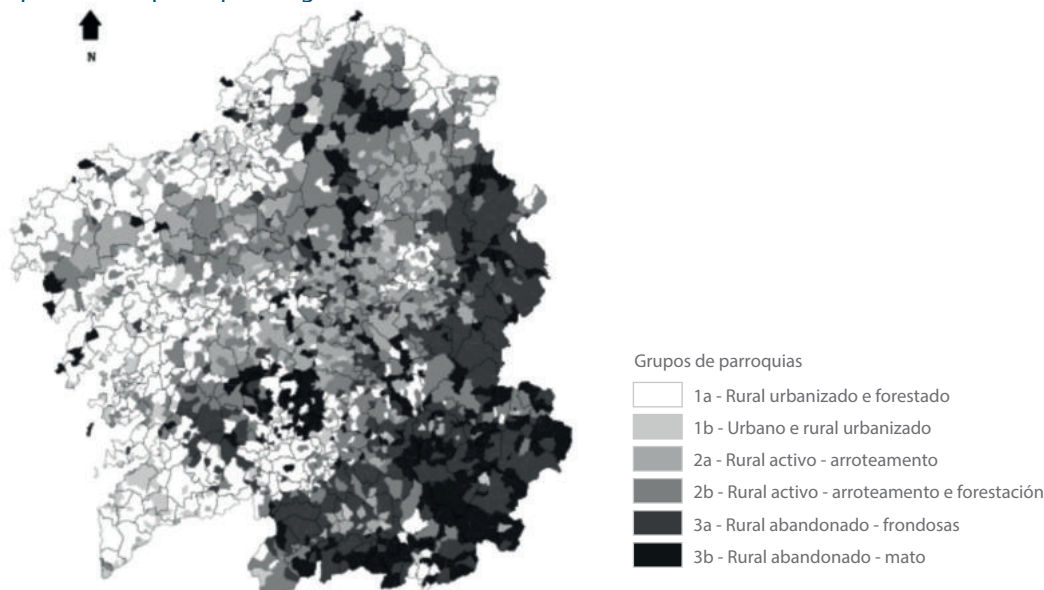 N
Grupos de parroquias
1a - Rural urbanizado e forestado
1b - Urbano e rural urbanizado
2a - Rural activo - arroteamento
2b - Rural activo - arroteamento e forestación
3a - Rural abandonado - frondosas
3b - Rural abandonado - mato